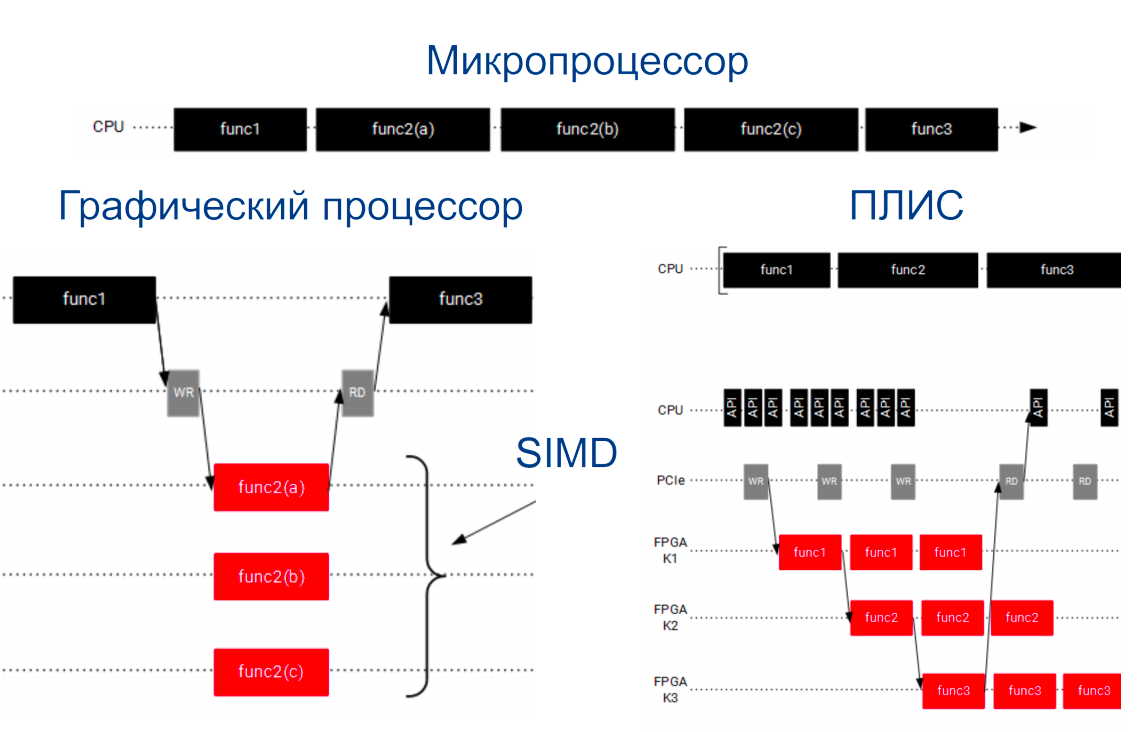 Микропроцессор
CPU func1 func2(a) func2(b) func2(c) func3
Графический процессор
func1 func3
WR RD
func2(a)
func2(b)
func2(c)
SIMD
ПЛИС
CPU func1 func2 func3
CPU API API API API API API API API API API API
PCIe WR WR WR RD RD
FPGA
K1
func1 func1 func1
FPGA
K2
func2 func2 func2
FPGA
K3
func3 func3 func3